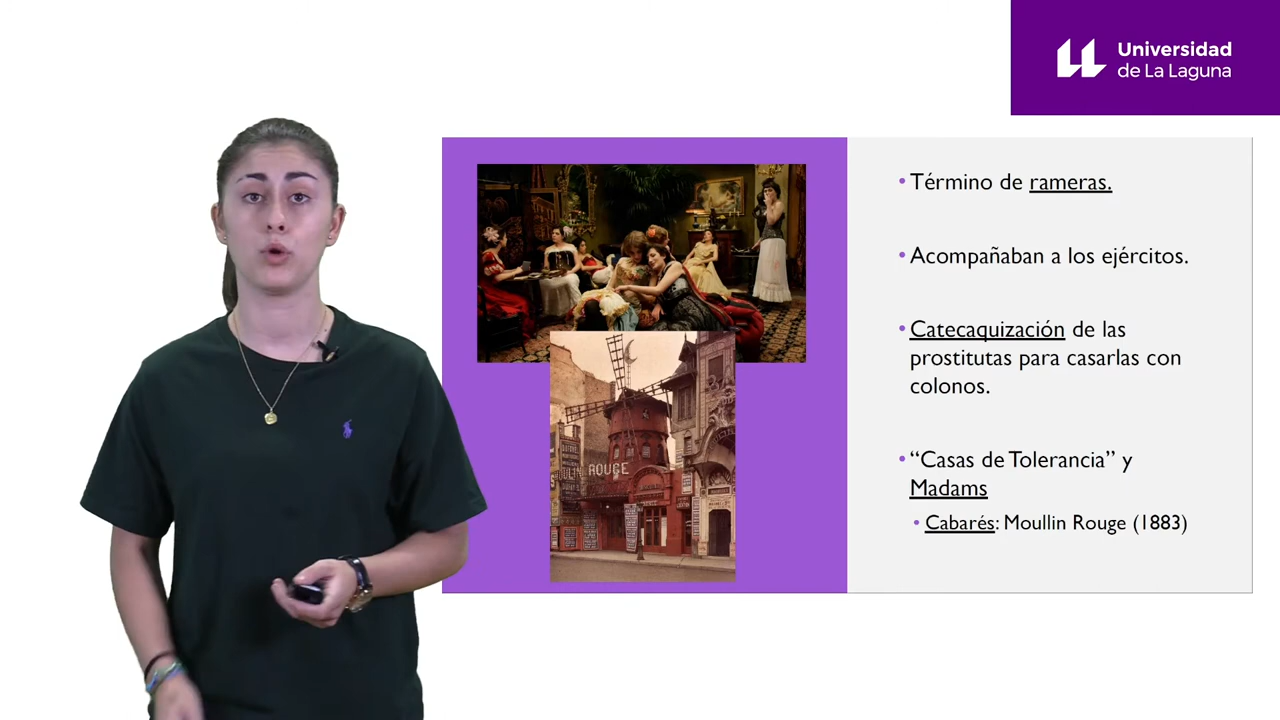 Universidad
de La Laguna
•Término de rameras.
•Acompañaban a los ejércitos.
•Catecaquización de las
prostitutas para casarlas con
colonos.
•“Casas de Tolerancia” y
Madams
•Cabarés: Moullin Rouge (1883)
ROUGE